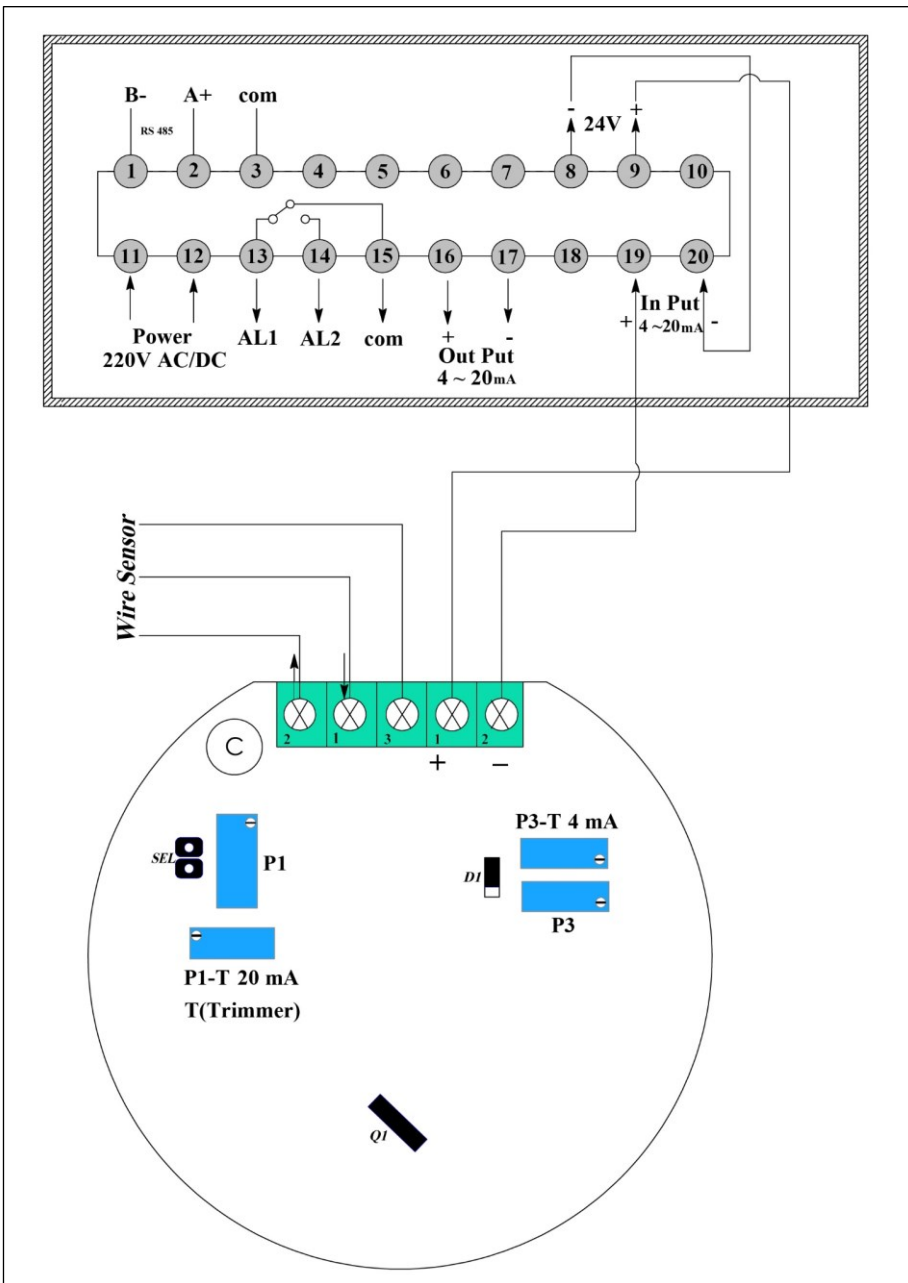 B- A+ com
RS 485
- 24V +
1 2 3 4 5 6 7 8 9 10
11 12 13 14 15 16 17 18 19 20
Power
220V AC/DC
AL1 AL2 com
+ -
Out Put
4 ~ 20mA
In Put
+ 4 ~20mA -
Wire Sensor
2 1 3 1 2
+ −
C
SEL
P1
P1-T 20 mA
T(Trimmer)
P3-T 4 mA
D1
P3
Q1